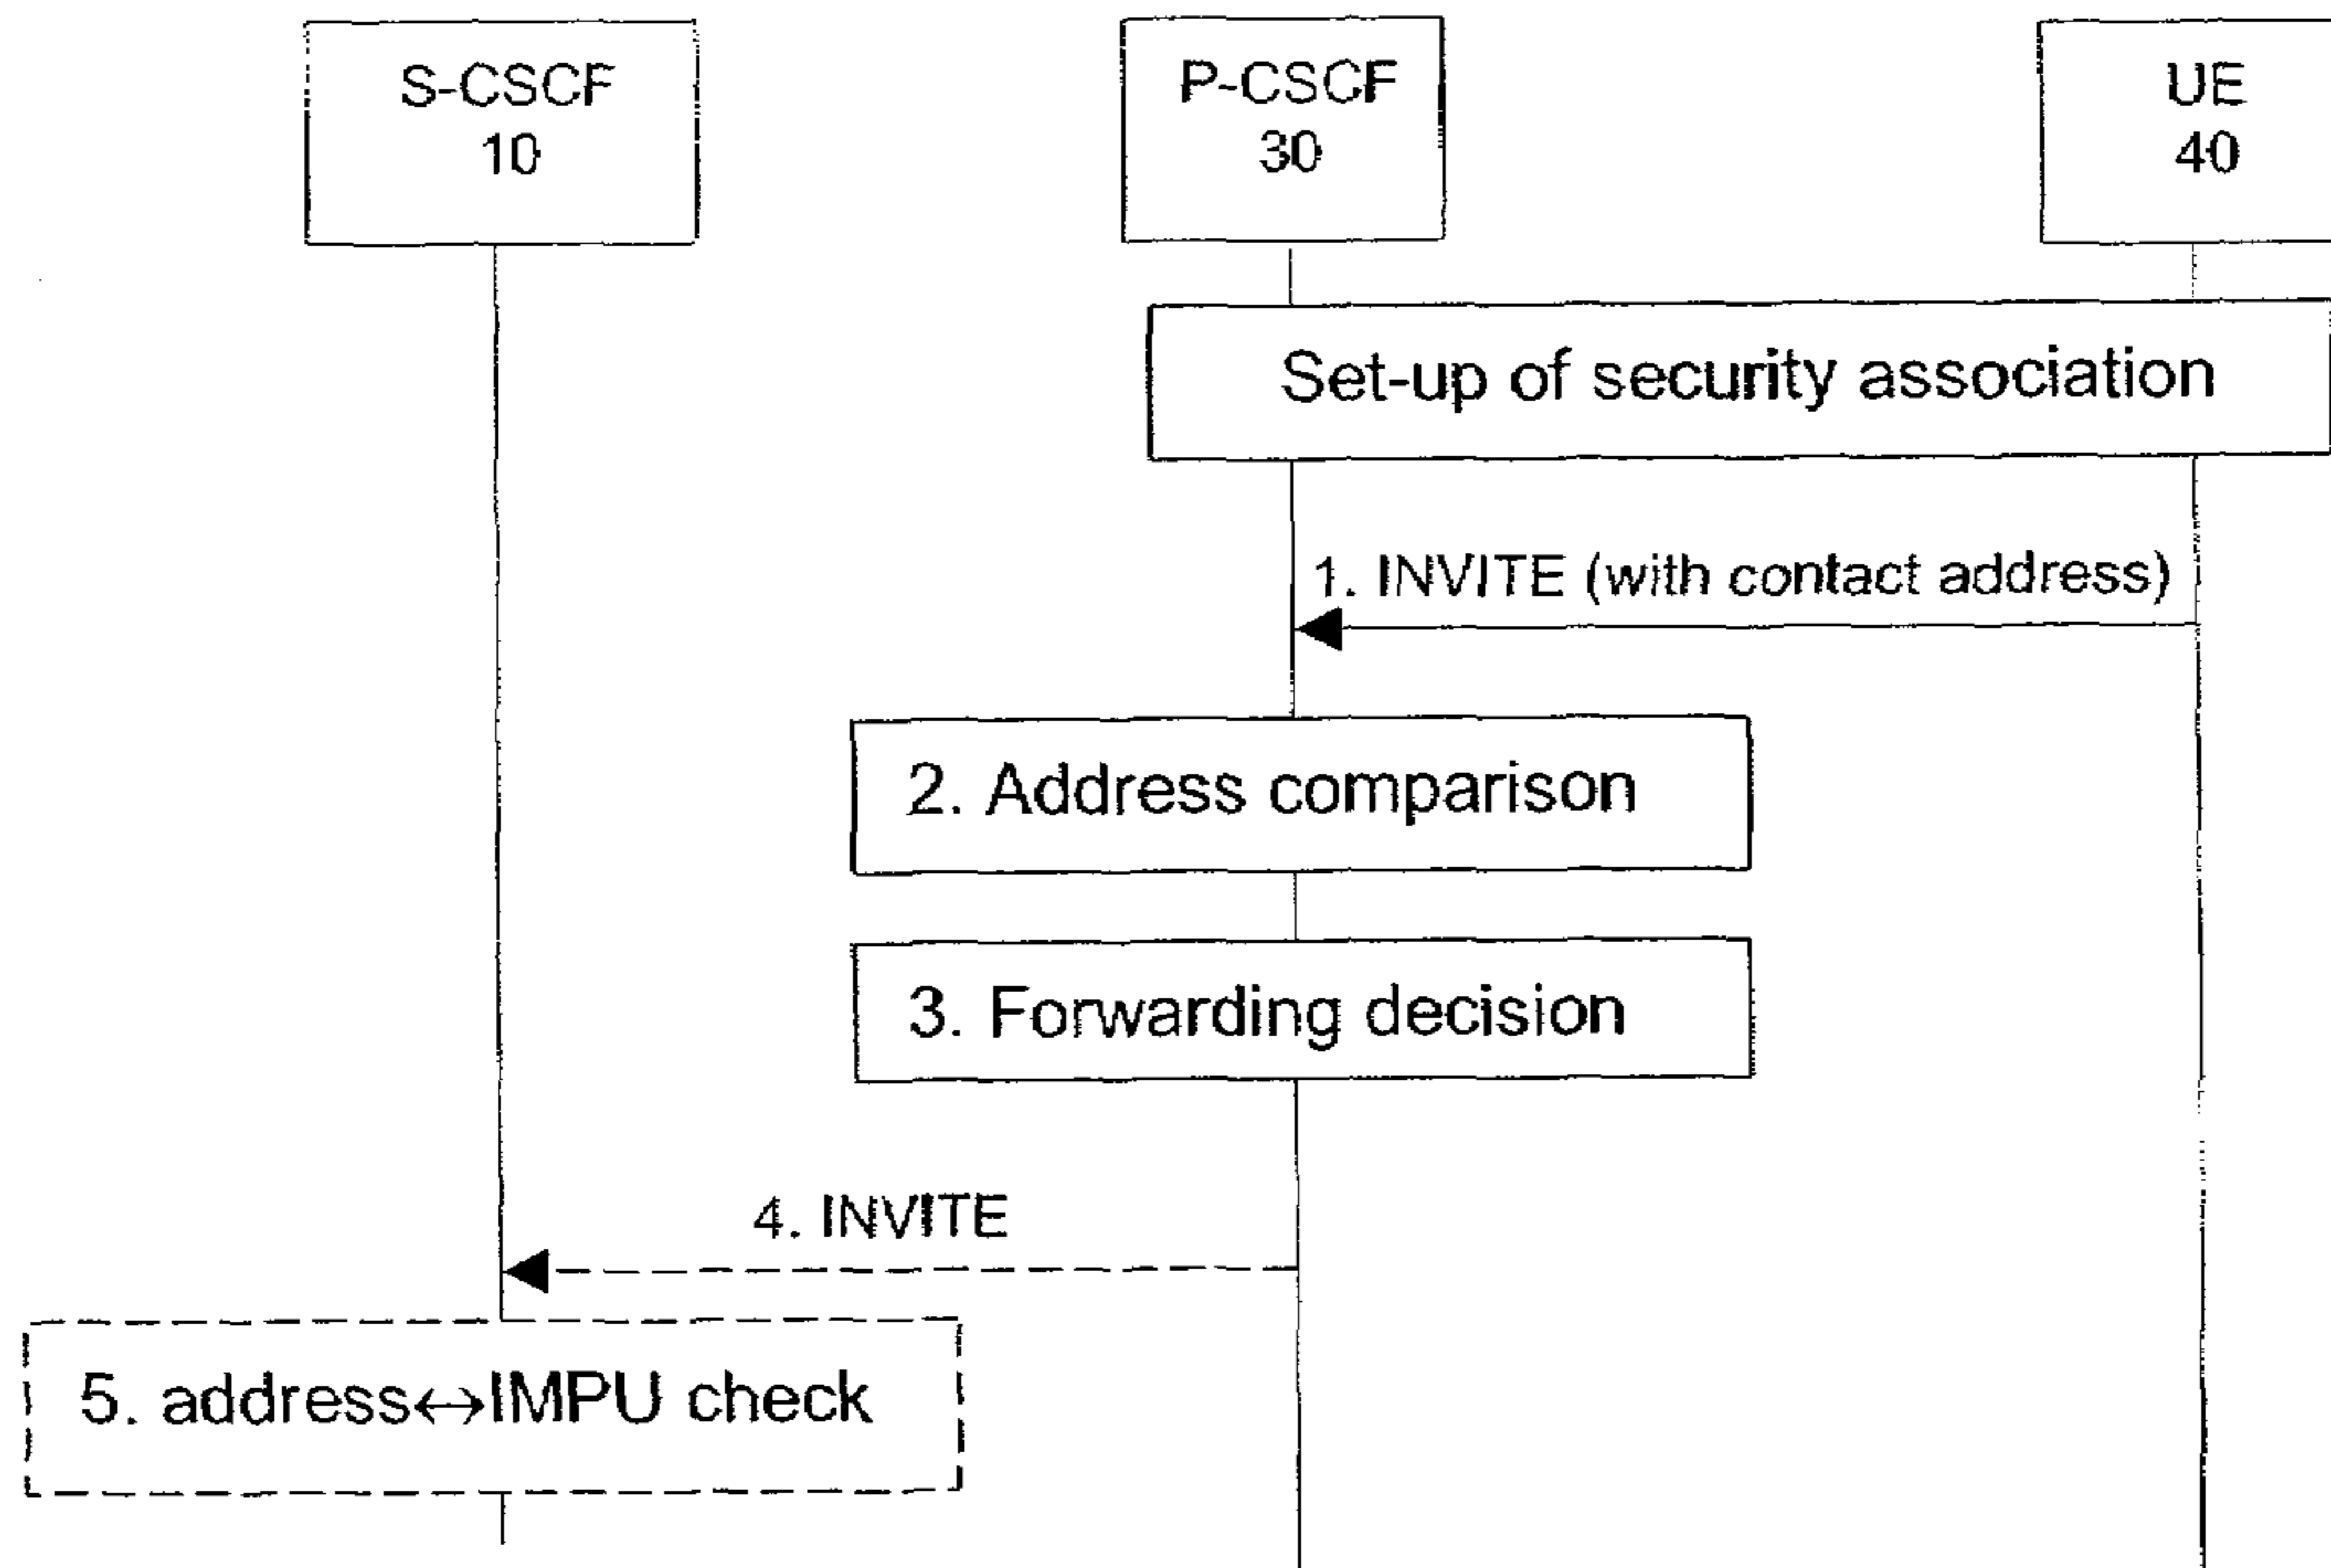 S-CSCF
10
P-CSCF
30
UE
40
Set-up of security association
1. INVITE (with contact address)
2. Address comparison
3. Forwarding decision
4. INVITE
5. address↔IMPU check